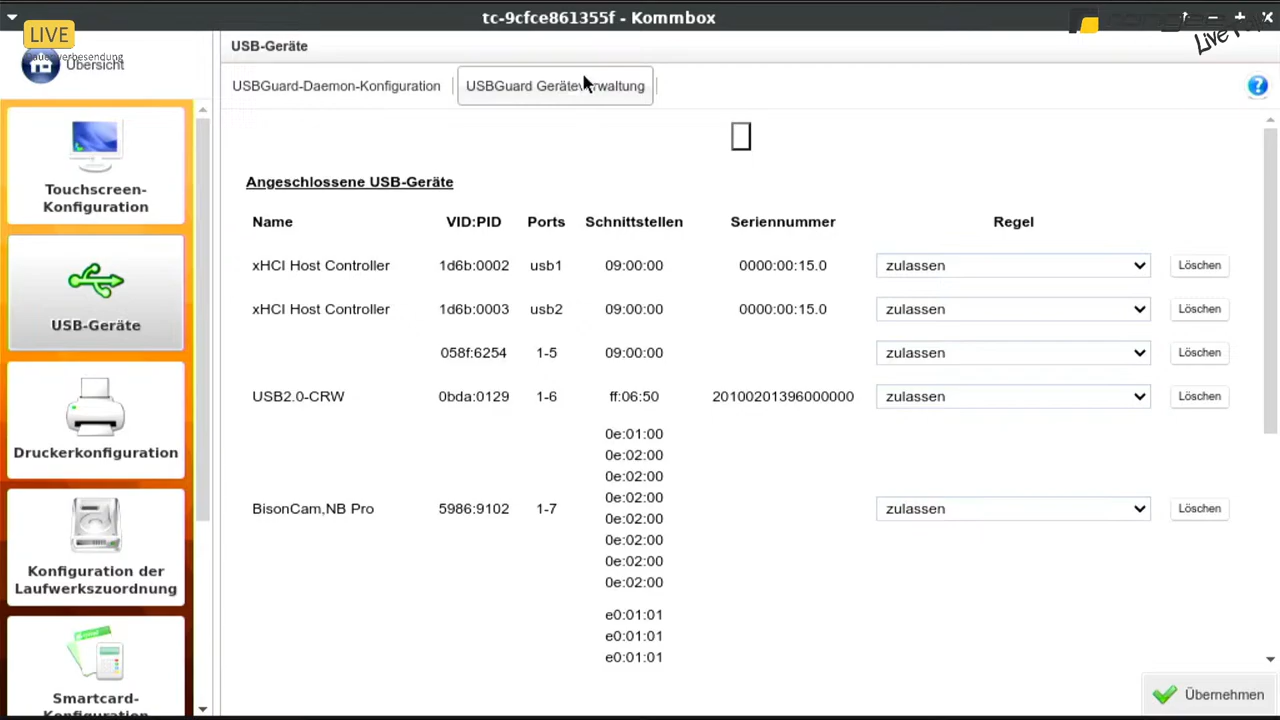 tc-9cfce861355f - Kommbox
LIVE
Dauerwerbesendung
Übersicht
Live
USB-Geräte
USBGuard-Daemon-Konfiguration
USBGuard Geräteverwaltung
Touchscreen-
Konfiguration
USB-Geräte
Druckerkonfiguration
Konfiguration der
Laufwerkszuordnung
Smartcard-
Konfiguration
Angeschlossene USB-Geräte
Name VID:PID Ports Schnittstellen Seriennummer Regel
xHCI Host Controller 1d6b:0002 usb1 09:00:00 0000:00:15.0 zulassen Löschen
xHCI Host Controller 1d6b:0003 usb2 09:00:00 0000:00:15.0 zulassen Löschen
058f:6254 1-5 09:00:00 zulassen Löschen
USB2.0-CRW 0bda:0129 1-6 ff:06:50 20100201396000000 zulassen Löschen
0e:01:00
0e:02:00
0e:02:00
0e:02:00
BisonCam,NB Pro 5986:9102 1-7 zulassen Löschen
0e:02:00
0e:02:00
0e:02:00
0e:02:00
e0:01:01
e0:01:01
e0:01:01
Übernehmen